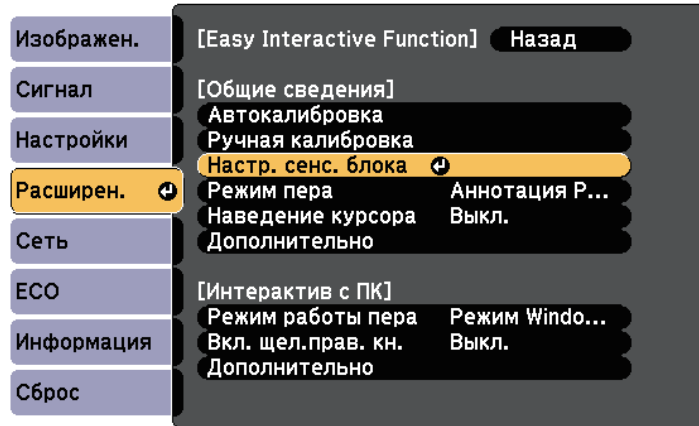 Изображен.
Сигнал
Настройки
Расширен.
Сеть
ECO
Информация
Сброс
[Easy Interactive Function] Назад
[Общие сведения]
Автокалибровка
Ручная калибровка
Настр. сенс. блока
Режим пера Аннотация P...
Наведение курсора Выкл.
Дополнительно
[Интерактив с ПК]
Режим работы пера Режим Windo...
Вкл. щел.прав. кн. Выкл.
Дополнительно